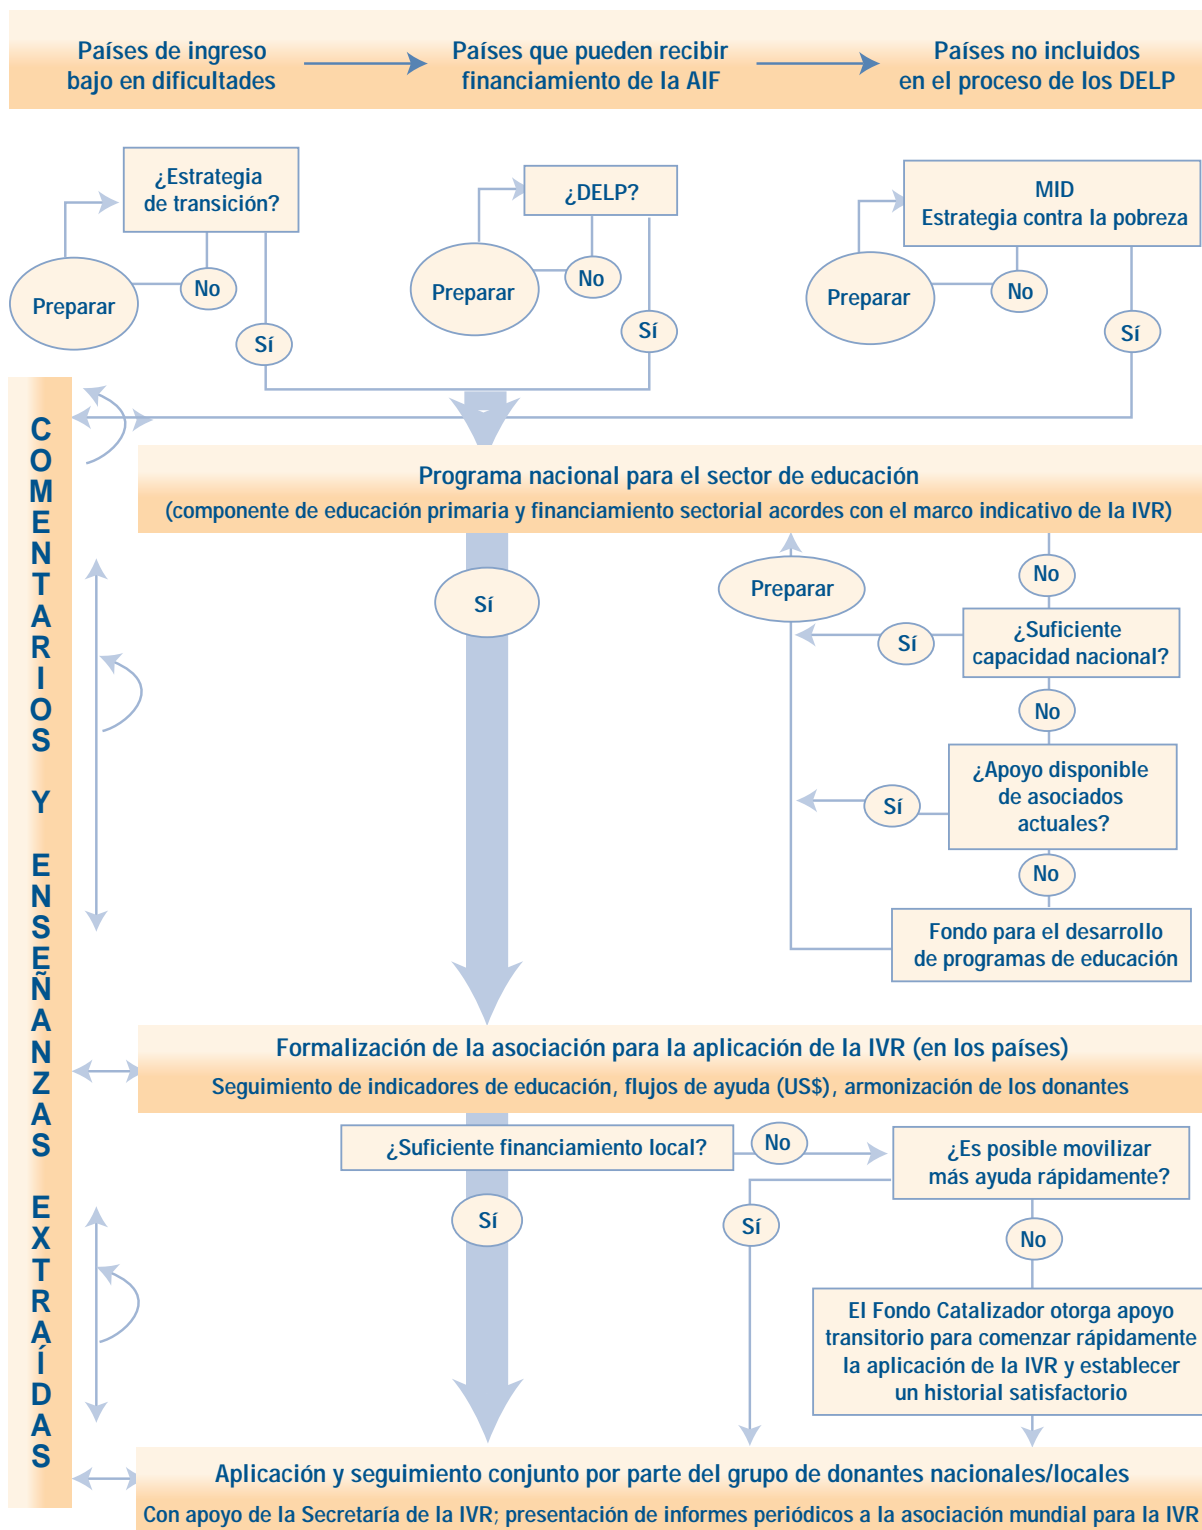 Países de ingreso
bajo en dificultades
Países que pueden recibir
financiamiento de la AIF
Países no incluidos
en el proceso de los DELP
¿Estrategia
de transición?
No
Preparar
Sí
¿DELP?
No
Preparar
Sí
MID
Estrategia contra la pobreza
No
Preparar
Sí
COMENTARIOS Y ENSEÑANZAS EXTRAÍDAS
Programa nacional para el sector de educación
(componente de educación primaria y financiamiento sectorial acordes con el marco indicativo de la IVR)
Sí
Preparar
No
¿Suficiente
capacidad nacional?
Sí
No
¿Apoyo disponible
de asociados
actuales?
Sí
No
Fondo para el desarrollo
de programas de educación
Formalización de la asociación para la aplicación de la IVR (en los países)
Seguimiento de indicadores de educación, flujos de ayuda (US$), armonización de los donantes
¿Suficiente financiamiento local?
No
¿Es posible movilizar
más ayuda rápidamente?
Sí
Sí
No
El Fondo Catalizador otorga apoyo
transitorio para comenzar rápidamente
la aplicación de la IVR y establecer
un historial satisfactorio
Aplicación y seguimiento conjunto por parte del grupo de donantes nacionales/locales
Con apoyo de la Secretaría de la IVR; presentación de informes periódicos a la asociación mundial para la IVR